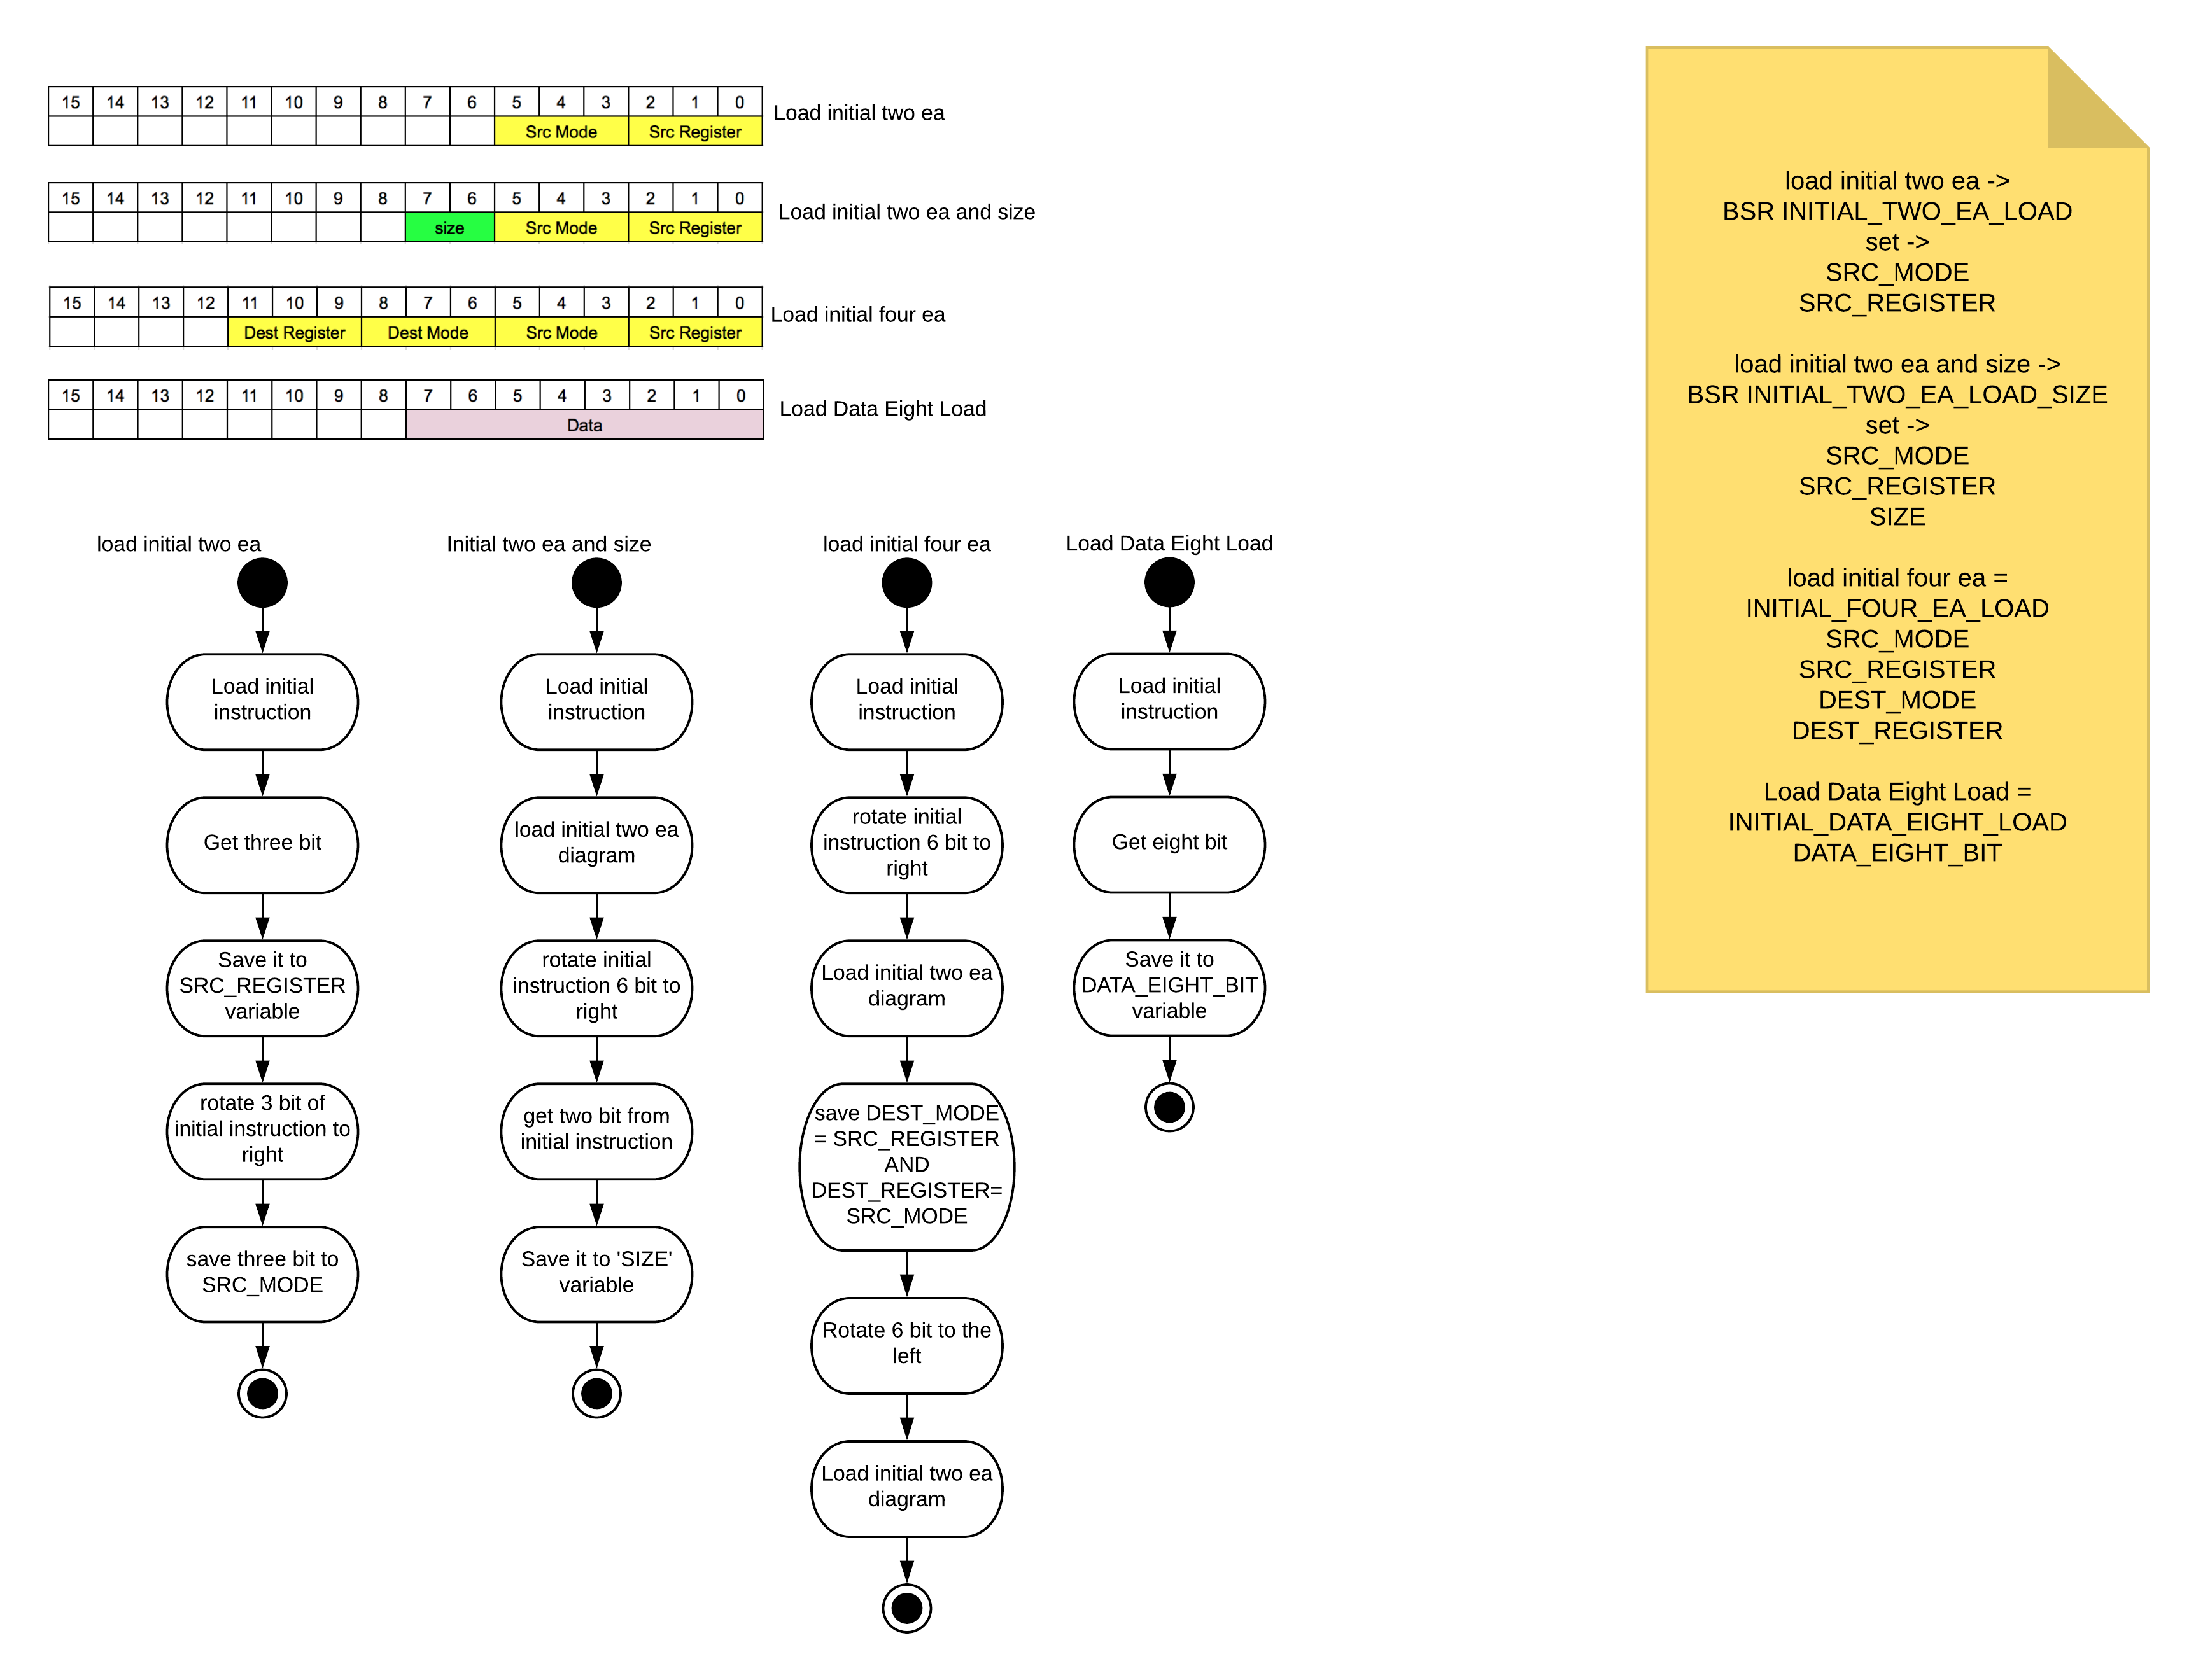 15 14 13 12 11 10 9 8 7 6 5 4 3 2 1 0
Src Mode Src Register
Load initial two ea
15 14 13 12 11 10 9 8 7 6 5 4 3 2 1 0
size Src Mode Src Register
Load initial two ea and size
15 14 13 12 11 10 9 8 7 6 5 4 3 2 1 0
Dest Register Dest Mode Src Mode Src Register
Load initial four ea
15 14 13 12 11 10 9 8 7 6 5 4 3 2 1 0
Data
Load Data Eight Load
load initial two ea
Load initial
instruction
Get three bit
Save it to
SRC_REGISTER
variable
rotate 3 bit of
initial instruction to
right
save three bit to
SRC_MODE
Initial two ea and size
Load initial
instruction
load initial two ea
diagram
rotate initial
instruction 6 bit to
right
get two bit from
initial instruction
Save it to 'SIZE'
variable
load initial four ea
Load initial
instruction
rotate initial
instruction 6 bit to
right
Load initial two ea
diagram
save DEST_MODE
= SRC_REGISTER
AND
DEST_REGISTER=
SRC_MODE
Rotate 6 bit to the
left
Load initial two ea
diagram
Load Data Eight Load
Load initial
instruction
Get eight bit
Save it to
DATA_EIGHT_BIT
variable
load initial two ea ->
BSR INITIAL_TWO_EA_LOAD
set ->
SRC_MODE
SRC_REGISTER
load initial two ea and size ->
BSR INITIAL_TWO_EA_LOAD_SIZE
set ->
SRC_MODE
SRC_REGISTER
SIZE
load initial four ea =
INITIAL_FOUR_EA_LOAD
SRC_MODE
SRC_REGISTER
DEST_MODE
DEST_REGISTER
Load Data Eight Load =
INITIAL_DATA_EIGHT_LOAD
DATA_EIGHT_BIT